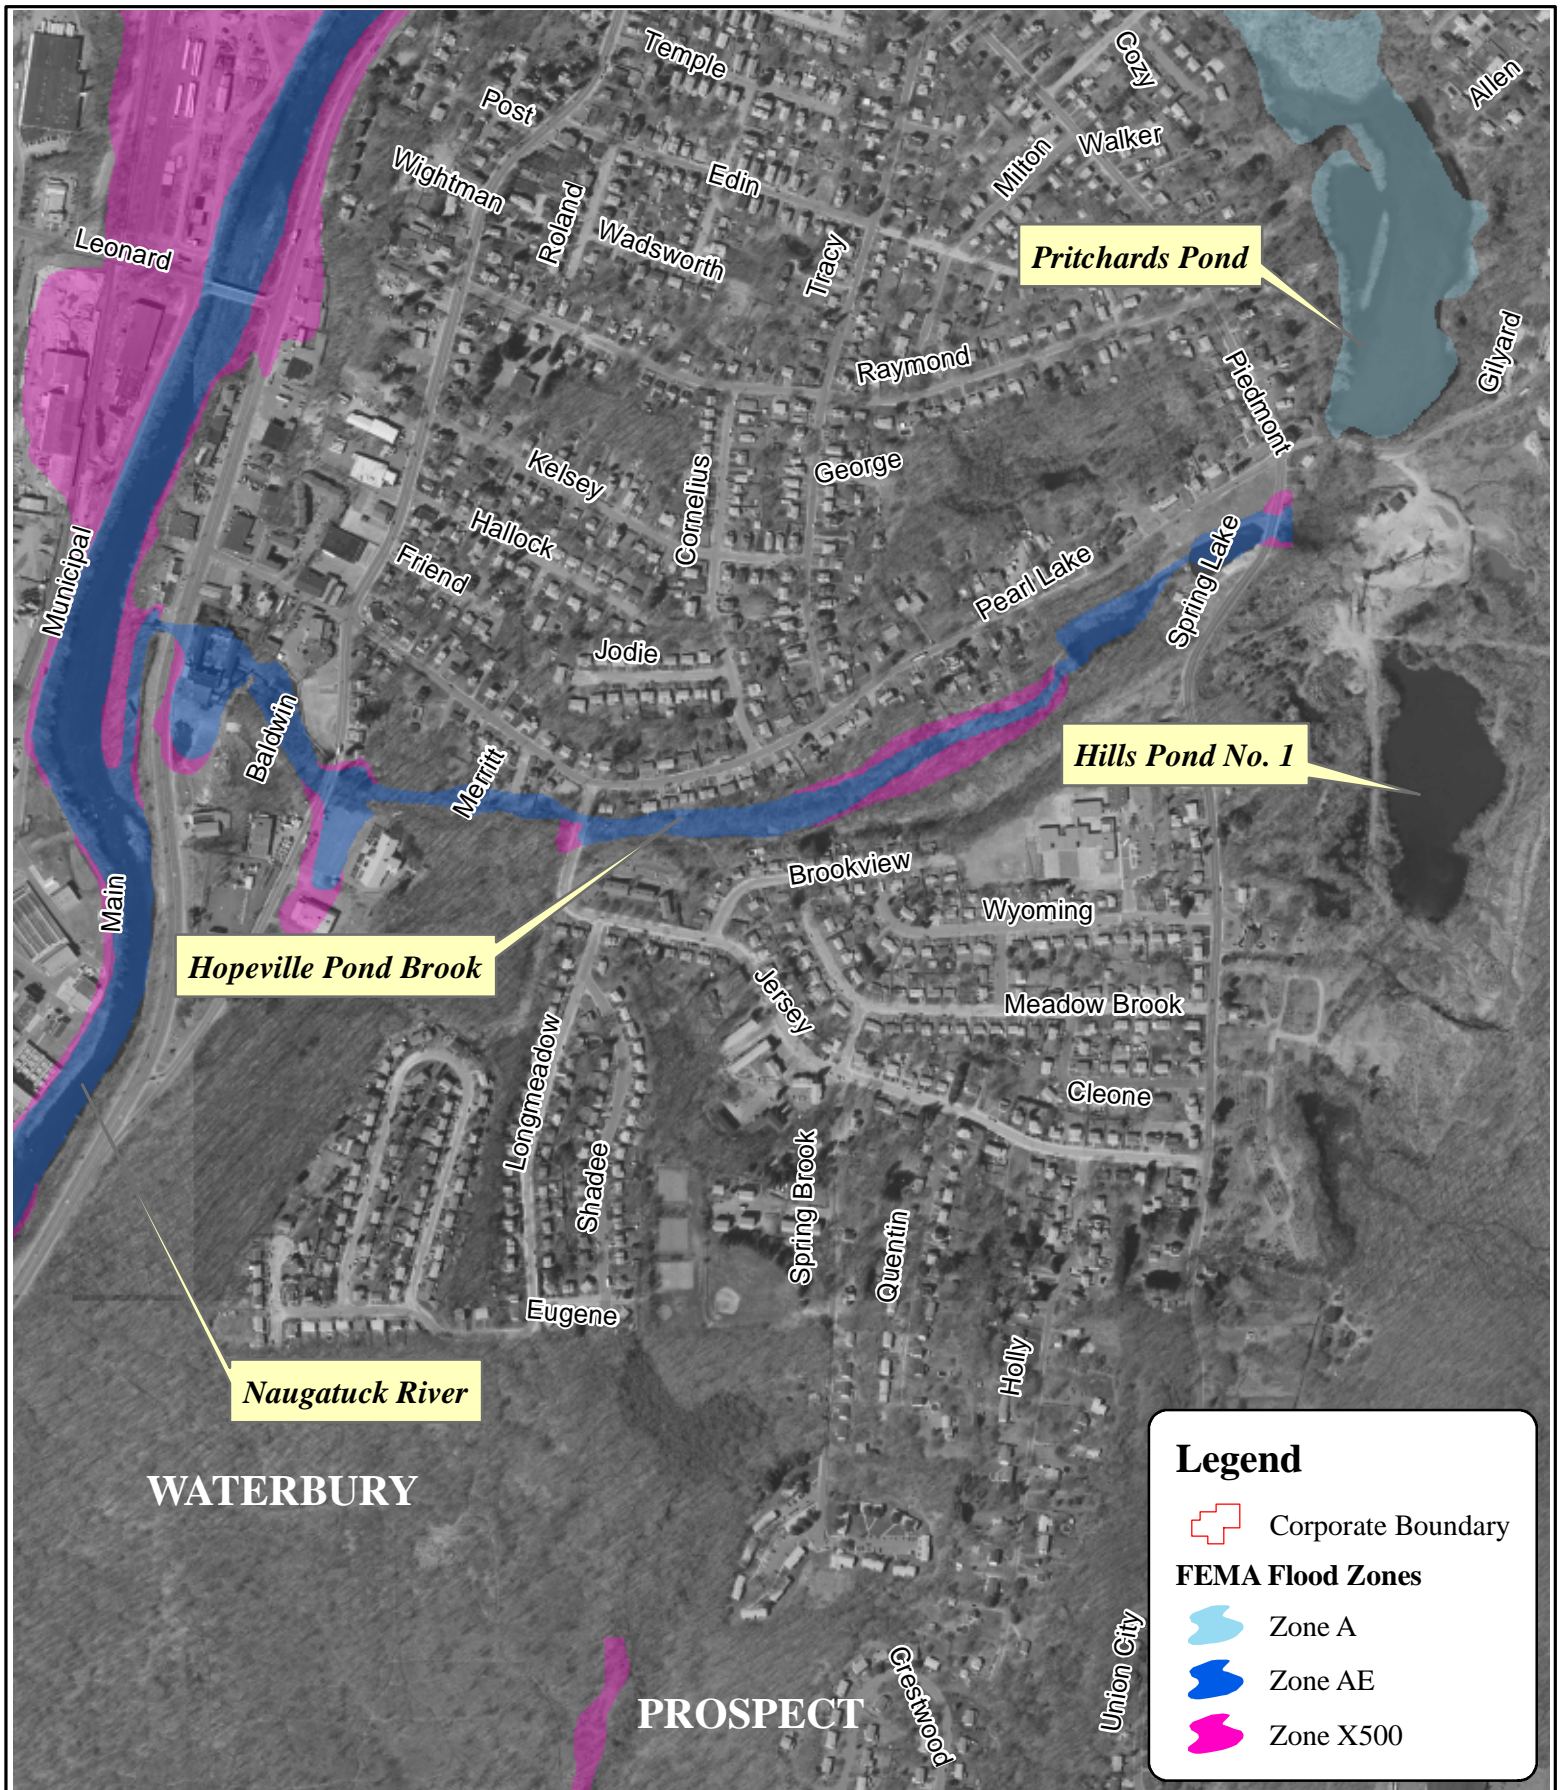 Temple
Cozy
Allen
Post
Walker
Milton
Wightman
Edin
Roland
Wadsworth
Leonard
Tracy
Pritchards Pond
Gilyard
Raymond
Piedmont
Kelsey
Cornelius
George
Hallock
Friend
Municipal
Pearl Lake
Spring Lake
Jodie
Baldwin
Merritt
Hills Pond No. 1
Brookview
Main
Wyoming
Hopeville Pond Brook
Jersey
Meadow Brook
Longmeadow
Cleone
Shadee
Spring Brook
Quentin
Eugene
Holly
Naugatuck River
WATERBURY
PROSPECT
Crestwood
Union City
Legend
Corporate Boundary
FEMA Flood Zones
Zone A
Zone AE
Zone X500